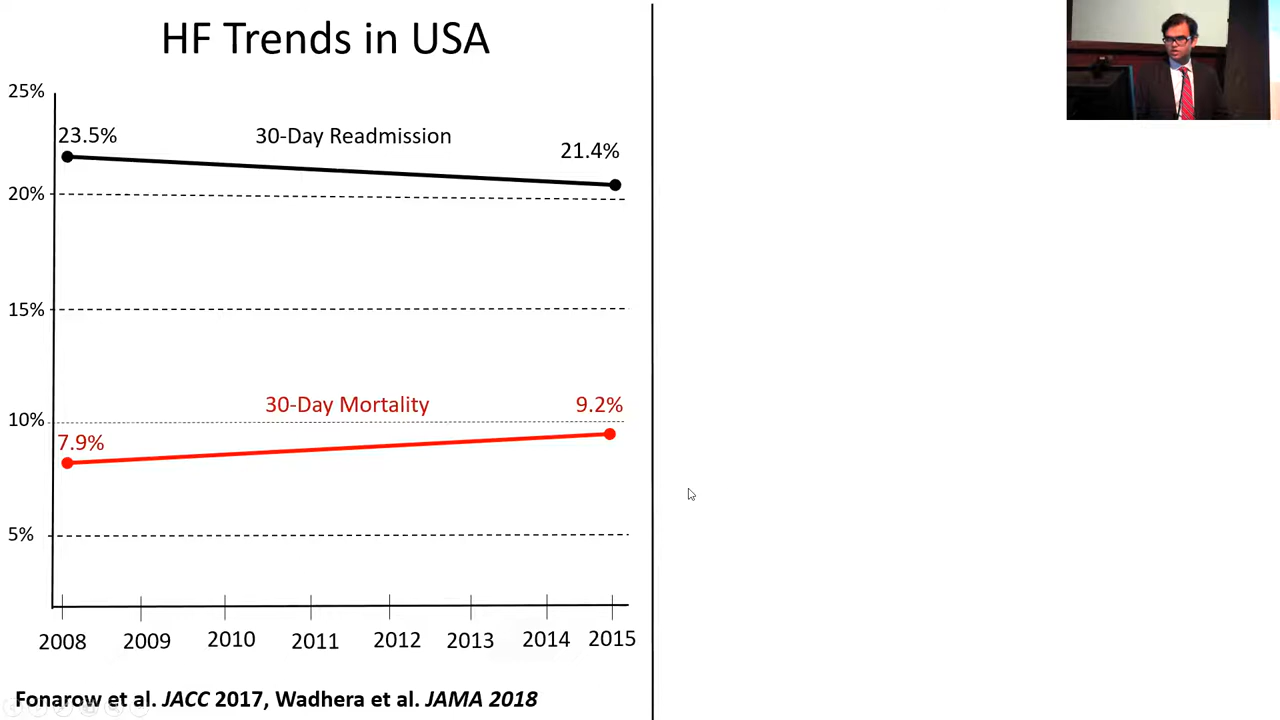 HF Trends in USA
25%
23.5%
30-Day Readmission
21.4%
20%
15%
30-Day Mortality
9.2%
10%
7.9%
5%
2008 2009 2010 2011 2012 2013 2014 2015
Fonarow et al. JACC 2017, Wadhera et al. JAMA 2018